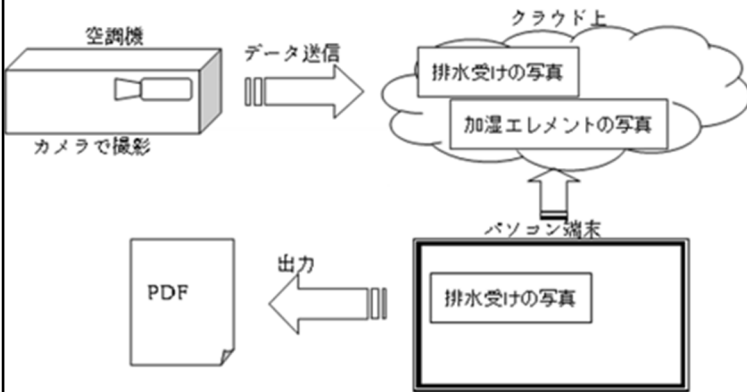 クラウド上
空調機
データ送信
排水受けの写真
加湿エレメントの写真
カメラで撮影
パソコン端末
出力
PDF
排水受けの写真